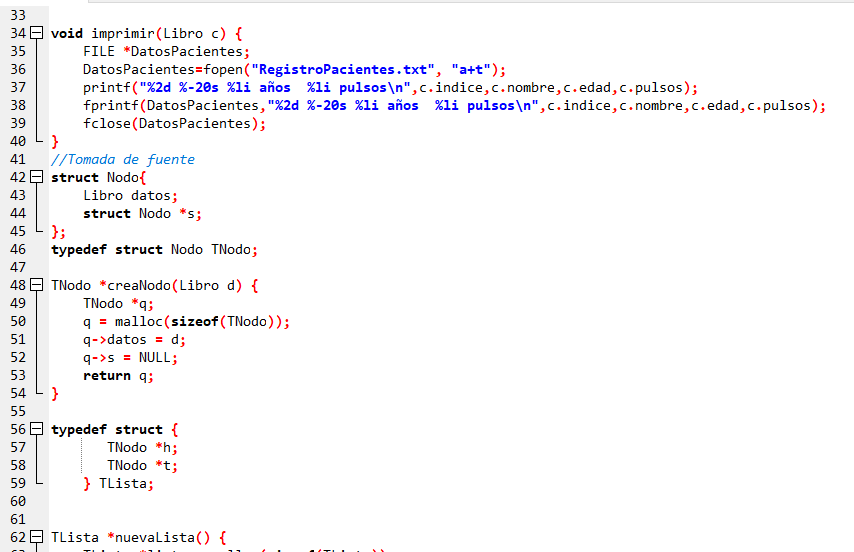 33
34 void imprimir(Libro c) {
35 FILE *DatosPacientes;
36 DatosPacientes=fopen("RegistroPacientes.txt", "a+t");
37 printf("%2d %-20s %li años  %li pulsos\n",c.indice,c.nombre,c.edad,c.pulsos);
38 fprintf(DatosPacientes,"%2d %-20s %li años  %li pulsos\n",c.indice,c.nombre,c.edad,c.pulsos);
39 fclose(DatosPacientes);
40 }
41 //Tomada de fuente
42 struct Nodo{
43 Libro datos;
44 struct Nodo *s;
45 };
46 typedef struct Nodo TNodo;
47
48 TNodo *creaNodo(Libro d) {
49 TNodo *q;
50 q = malloc(sizeof(TNodo));
51 q->datos = d;
52 q->s = NULL;
53 return q;
54 }
55
56 typedef struct {
57 TNodo *h;
58 TNodo *t;
59 } TLista;
60
61
62 TLista *nuevaLista() {